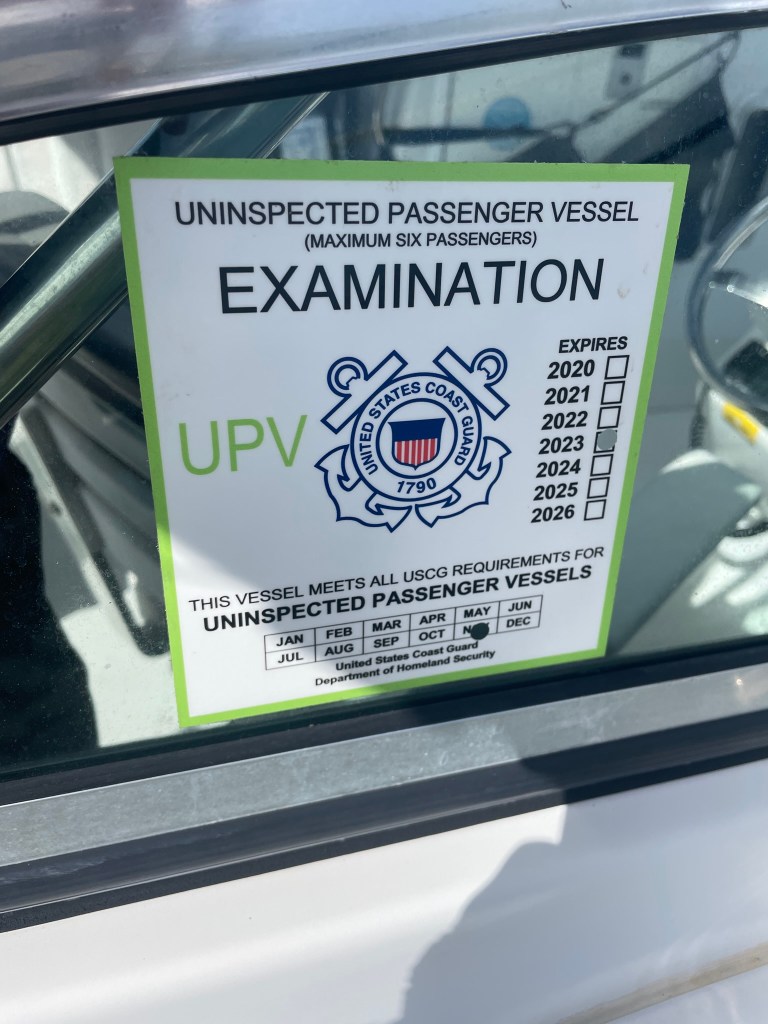 UNINSPECTED PASSENGER VESSEL
(MAXIMUM SIX PASSENGERS)
EXAMINATION
UPV
UNITED STATES COAST GUARD
1790
EXPIRES
2020
2021
2022
2023
2024
2025
2026
THIS VESSEL MEETS ALL USCG REQUIREMENTS FOR
UNINSPECTED PASSENGER VESSELS
JAN FEB MAR APR MAY JUN
JUL AUG SEP OCT DEC
United States Coast Guard
Department of Homeland Security